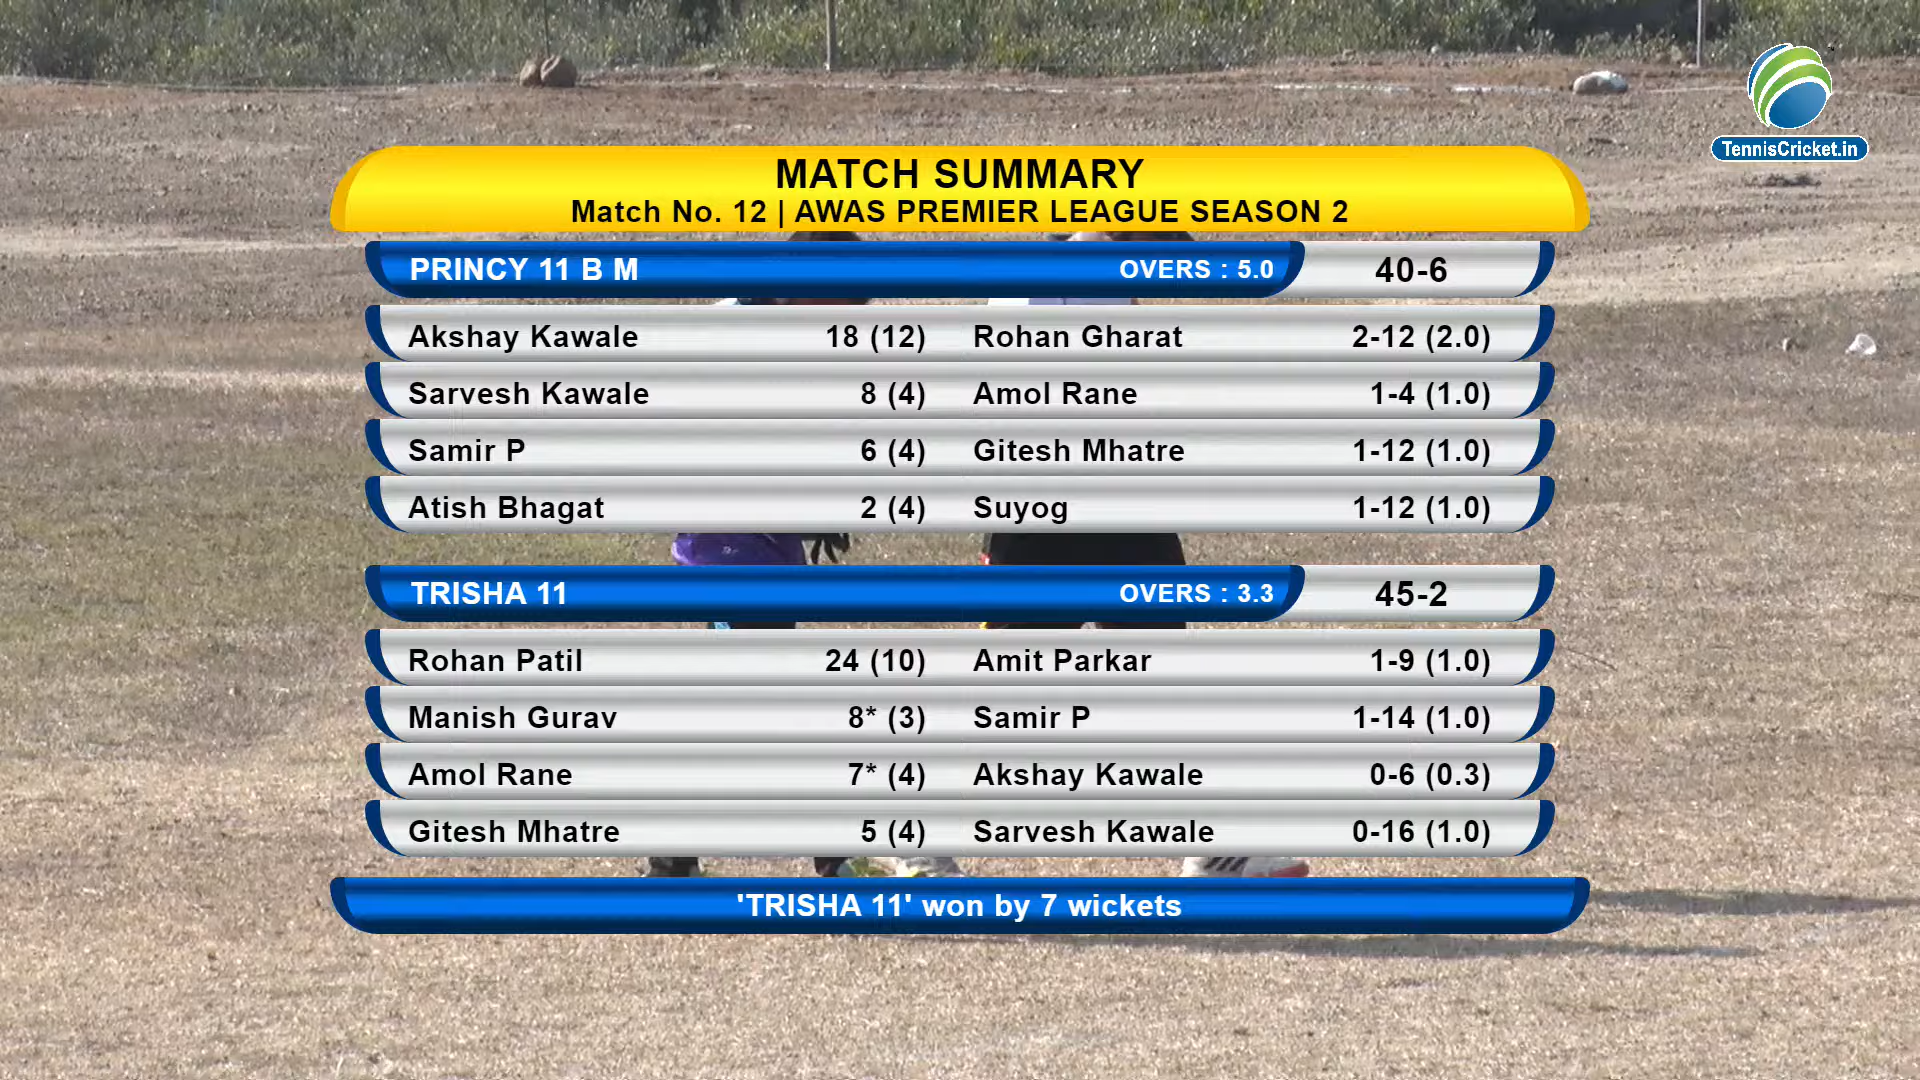 TennisCricket.in
MATCH SUMMARY
Match No. 12 | AWAS PREMIER LEAGUE SEASON 2
PRINCY 11 B M OVERS : 5.0 40-6
Akshay Kawale 18 (12) Rohan Gharat 2-12 (2.0)
Sarvesh Kawale 8 (4) Amol Rane 1-4 (1.0)
Samir P 6 (4) Gitesh Mhatre 1-12 (1.0)
Atish Bhagat 2 (4) Suyog 1-12 (1.0)
TRISHA 11 OVERS : 3.3 45-2
Rohan Patil 24 (10) Amit Parkar 1-9 (1.0)
Manish Gurav 8* (3) Samir P 1-14 (1.0)
Amol Rane 7* (4) Akshay Kawale 0-6 (0.3)
Gitesh Mhatre 5 (4) Sarvesh Kawale 0-16 (1.0)
'TRISHA 11' won by 7 wickets